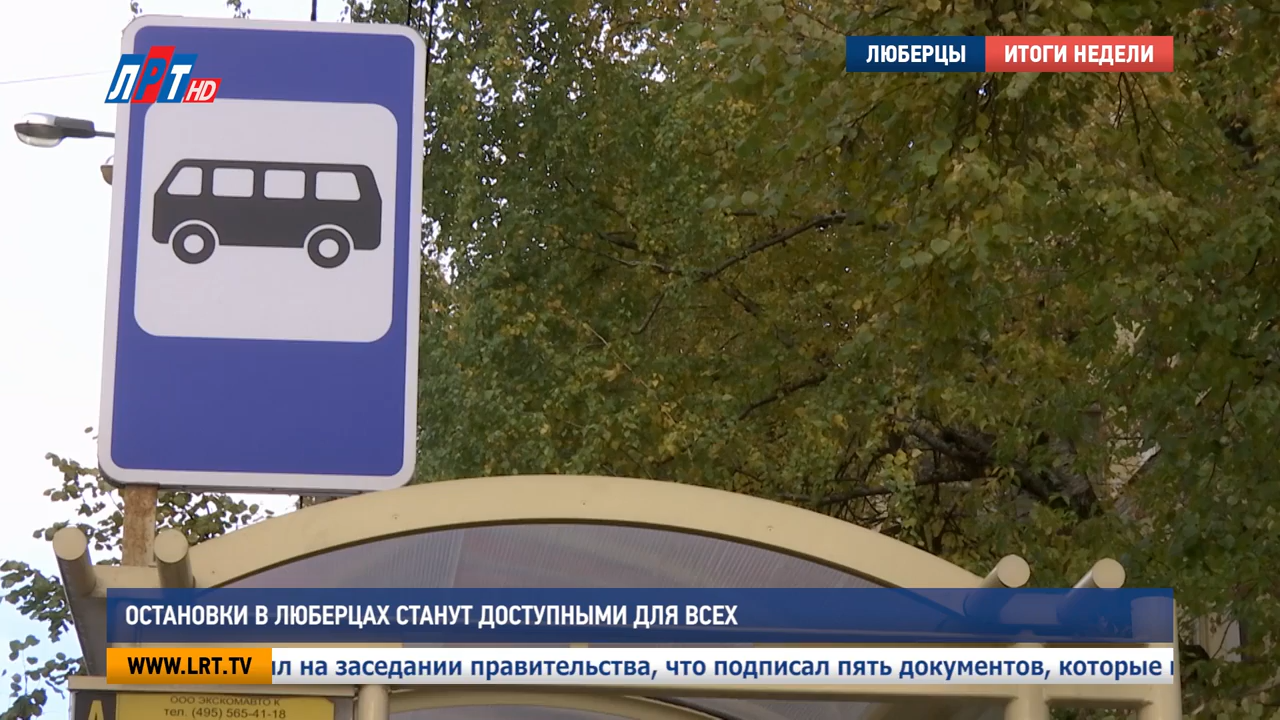 ЛРТ HD
ЛЮБЕРЦЫ ИТОГИ НЕДЕЛИ
ОСТАНОВКИ В ЛЮБЕРЦАХ СТАНУТ ДОСТУПНЫМИ ДЛЯ ВСЕХ
WWW.LRT.TV
на заседании правительства, что подписал пять документов, которые
ООО ЭКСКОМАВТО К
тел. (495) 565-41-18